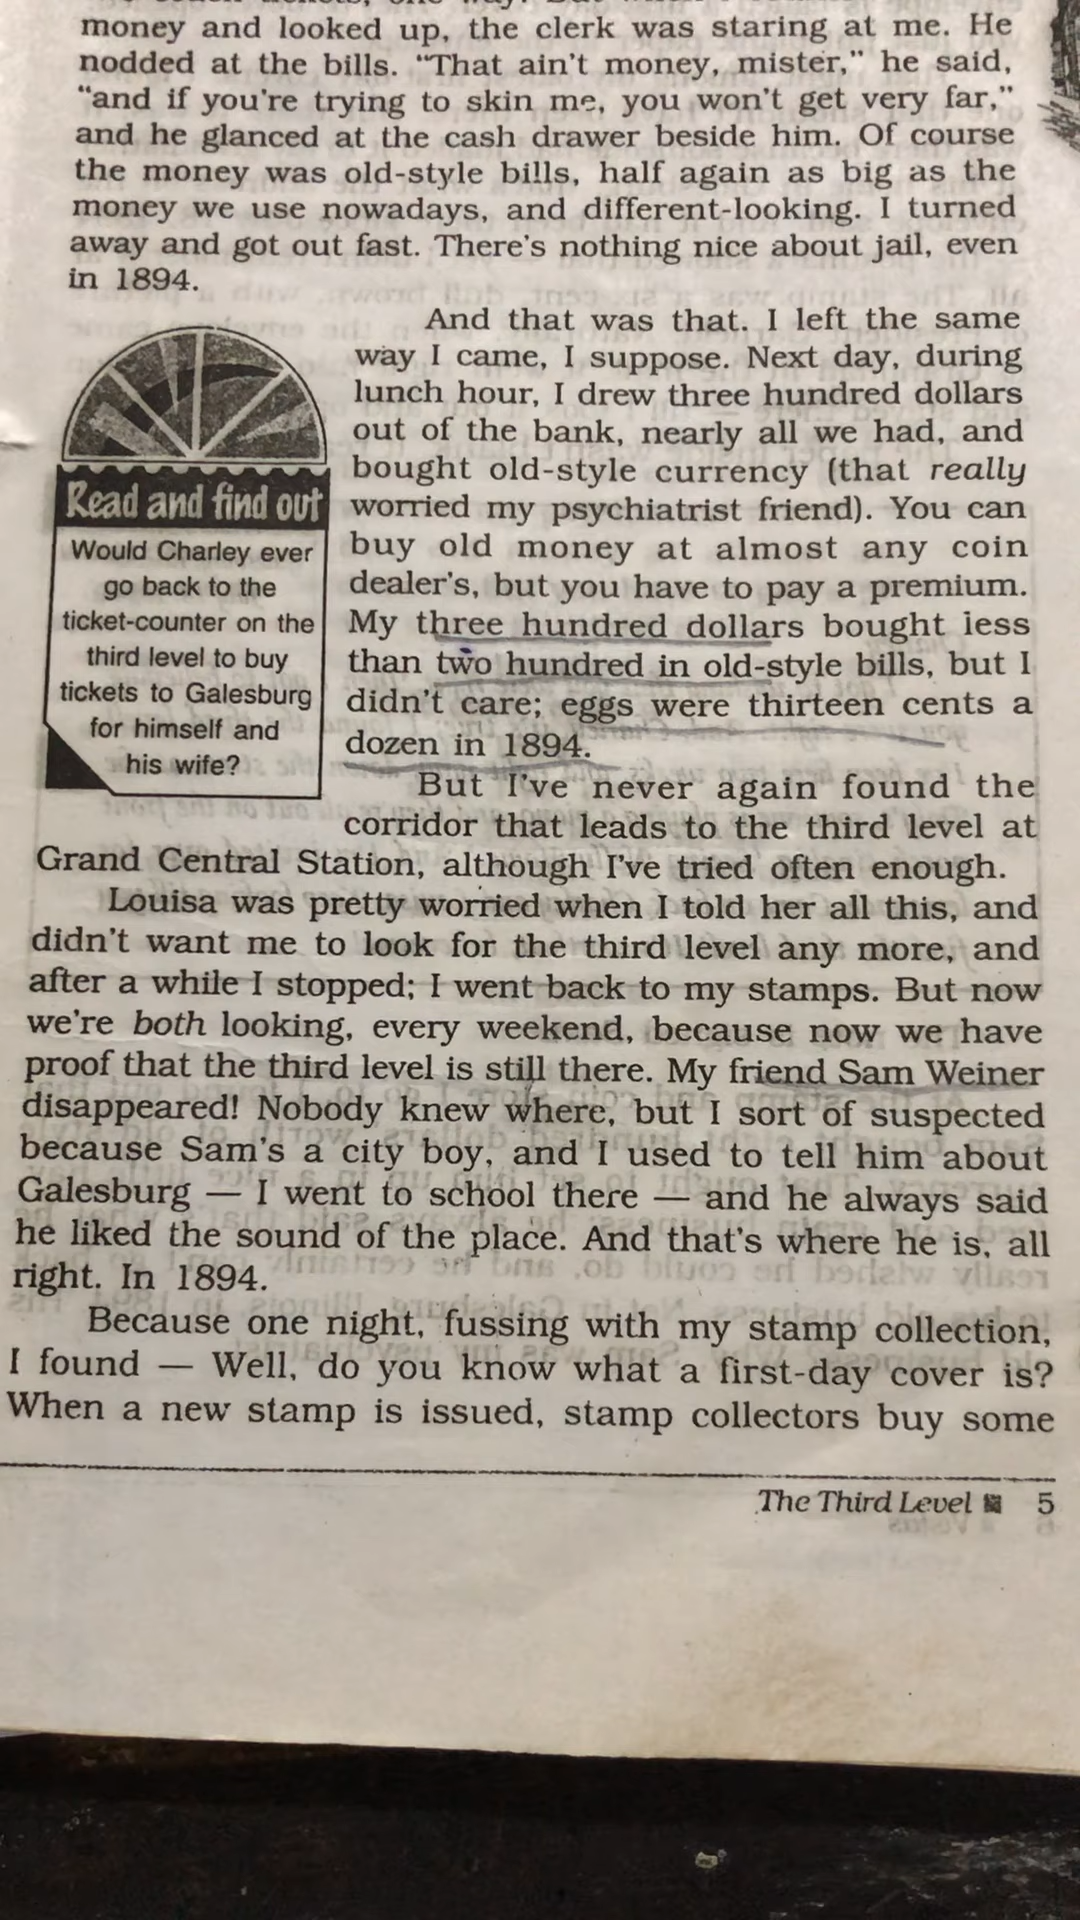 money and looked up, the clerk was staring at me. He
nodded at the bills. “That ain't money, mister,” he said,
“and if you're trying to skin me, you won't get very far,”
and he glanced at the cash drawer beside him. Of course
the money was old-style bills, half again as big as the
money we use nowadays, and different-looking. I turned
away and got out fast. There's nothing nice about jail, even
in 1894.
And that was that. I left the same
way I came, I suppose. Next day, during
lunch hour, I drew three hundred dollars
out of the bank, nearly all we had, and
bought old-style currency (that really
worried my psychiatrist friend). You can
buy old money at almost any coin
dealer's, but you have to pay a premium.
My three hundred dollars bought less
than two hundred in old-style bills, but I
didn't care; eggs were thirteen cents a
dozen in 1894.
Read and find out
Would Charley ever
go back to the
ticket-counter on the
third level to buy
tickets to Galesburg
for himself and
his wife?
But I've never again found the
corridor that leads to the third level at
Grand Central Station, although I've tried often enough.
Louisa was pretty worried when I told her all this, and
didn't want me to look for the third level any more, and
after a while I stopped; I went back to my stamps. But now
we're both looking, every weekend, because now we have
proof that the third level is still there. My friend Sam Weiner
disappeared! Nobody knew where, but I sort of suspected
because Sam's a city boy, and I used to tell him about
Galesburg — I went to school there — and he always said
he liked the sound of the place. And that's where he is, all
right. In 1894.
Because one night, fussing with my stamp collection,
I found — Well, do you know what a first-day cover is?
When a new stamp is issued, stamp collectors buy some
The Third Level 5